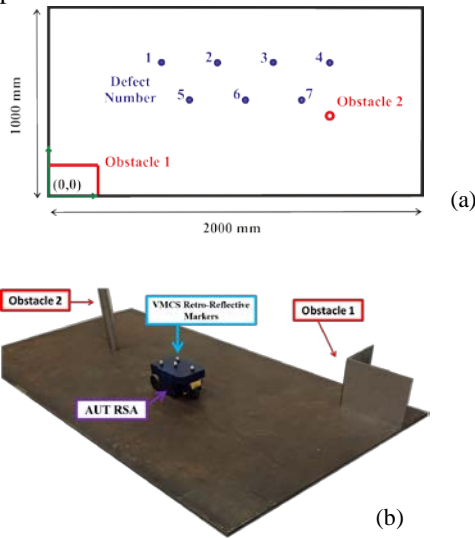 1 2 3 4
Defect
Number
5 6 7
Obstacle 2
Obstacle 1
(0,0)
1000 mm
2000 mm
(a)
Obstacle 2
VMCS Retro-Reflective
Markers
Obstacle 1
AUT RSA
(b)